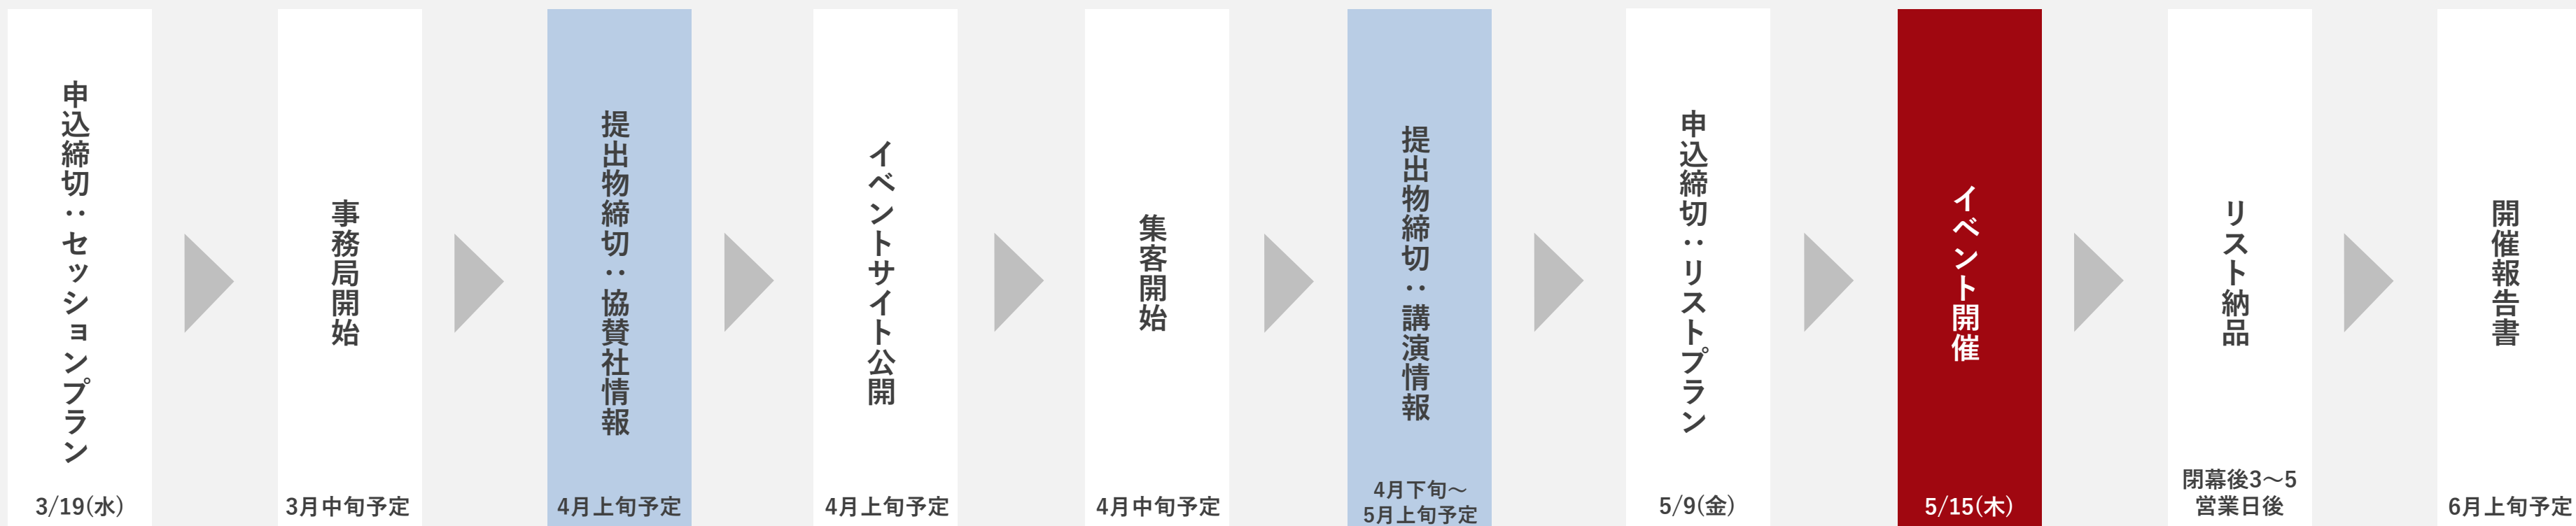 申込締切：セッションプラン
3/19(水)
事務局開始
3月中旬予定
提出物締切：協賛社情報
4月上旬予定
イベントサイト公開
4月上旬予定
集客開始
4月中旬予定
提出物締切：講演情報
4月下旬～
5月上旬予定
申込締切：リストプラン
5/9(金)
イベント開催
5/15(木)
リスト納品
閉幕後3～5
営業日後
開催報告書
6月上旬予定